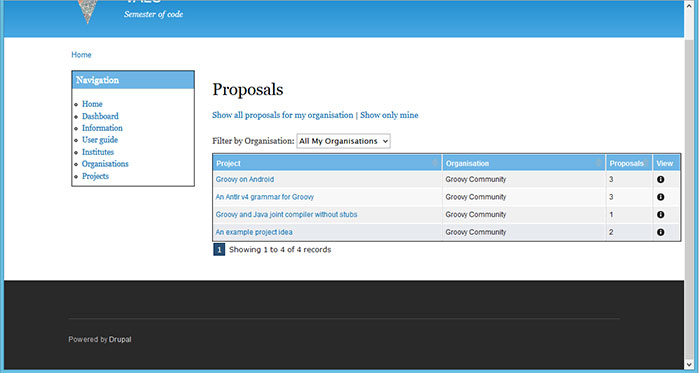 Semester of code
Home
Navigation
Home
Dashboard
Information
User guide
Institutes
Organisations
Projects
Proposals
Show all proposals for my organisation | Show only mine
Filter by Organisation: All My Organisations
Project Organisation Proposals View
Groovy on Android Groovy Community 3
An Antlr v4 grammar for Groovy Groovy Community 3
Groovy and Java joint compiler without stubs Groovy Community 1
An example project idea Groovy Community 2
1 Showing 1 to 4 of 4 records
Powered by Drupal